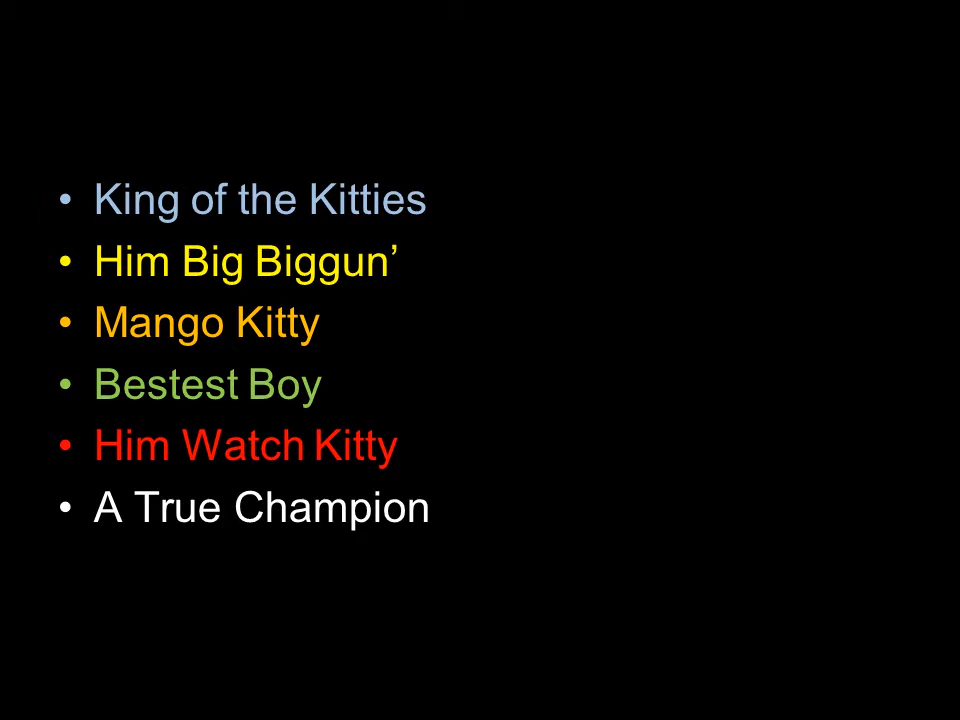 • King of the Kitties
• Him Big Biggun’
• Mango Kitty
• Bestest Boy
• Him Watch Kitty
• A True Champion